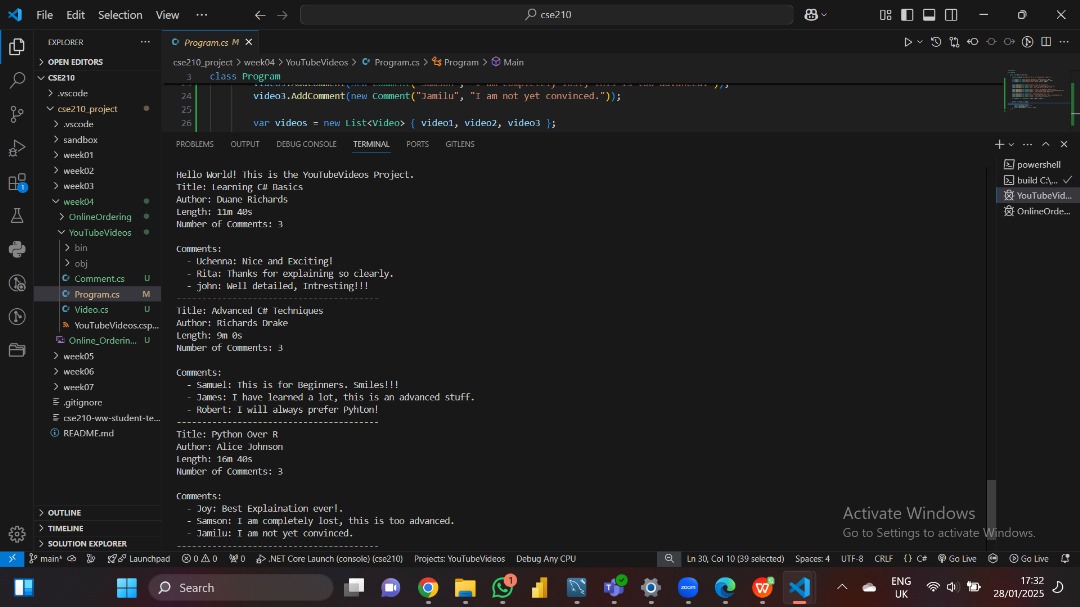 File Edit Selection View ··· cse210
EXPLORER ···
OPEN EDITORS
CSE210
.vscode
cse210_project
.vscode
sandbox
week01
week02
week03
week04
OnlineOrdering
YouTubeVideos
bin
obj
Comment.cs U
Program.cs M
Video.cs U
YouTubeVideos.csp...
Online_Orderin... U
week05
week06
week07
.gitignore
cse210-ww-student-te...
README.md
OUTLINE
TIMELINE
SOLUTION EXPLORER
1
Program.cs M
cse210_project > week04 > YouTubeVideos > Program.cs > Program > Main
3 class Program
24 video3.AddComment(new Comment("Jamilu", "I am not yet convinced."));
25
26 var videos = new List<Video> { video1, video2, video3 };
PROBLEMS OUTPUT DEBUG CONSOLE TERMINAL PORTS GITLENS
powershell
build C:\...
YouTubeVid...
OnlineOrde...
Hello World! This is the YouTubeVideos Project.
Title: Learning C# Basics
Author: Duane Richards
Length: 11m 40s
Number of Comments: 3
Comments:
- Uchenna: Nice and Exciting!
- Rita: Thanks for explaining so clearly.
- john: Well detailed, Intresting!!!
----------------------------------------
Title: Advanced C# Techniques
Author: Richards Drake
Length: 9m 0s
Number of Comments: 3
Comments:
- Samuel: This is for Beginners. Smiles!!!
- James: I have learned a lot, this is an advanced stuff.
- Robert: I will always prefer Pyhton!
----------------------------------------
Title: Python Over R
Author: Alice Johnson
Length: 16m 40s
Number of Comments: 3
Comments:
- Joy: Best Explaination ever!.
- Samson: I am completely lost, this is too advanced.
- Jamilu: I am not yet convinced.
----------------------------------------
Activate Windows
Go to Settings to activate Windows.
main* Launchpad 0 0 0 .NET Core Launch (console) (cse210) Projects: YouTubeVideos Debug Any CPU Ln 30, Col 10 (39 selected) Spaces: 4 UTF-8 CRLF {} C# Go Live Go Live
Search 1 zoom ENG
UK 17:32
28/01/2025